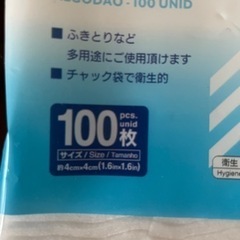 ALGODÃO - 100 UNID
■ ふきとりなど
多用途にご使用頂けます
■ チャック袋で衛生的
100 pcs. unid 枚
サイズ / Size / Tamanho
約4cm×4cm (1.6in×1.6in)
衛生
Hygiene